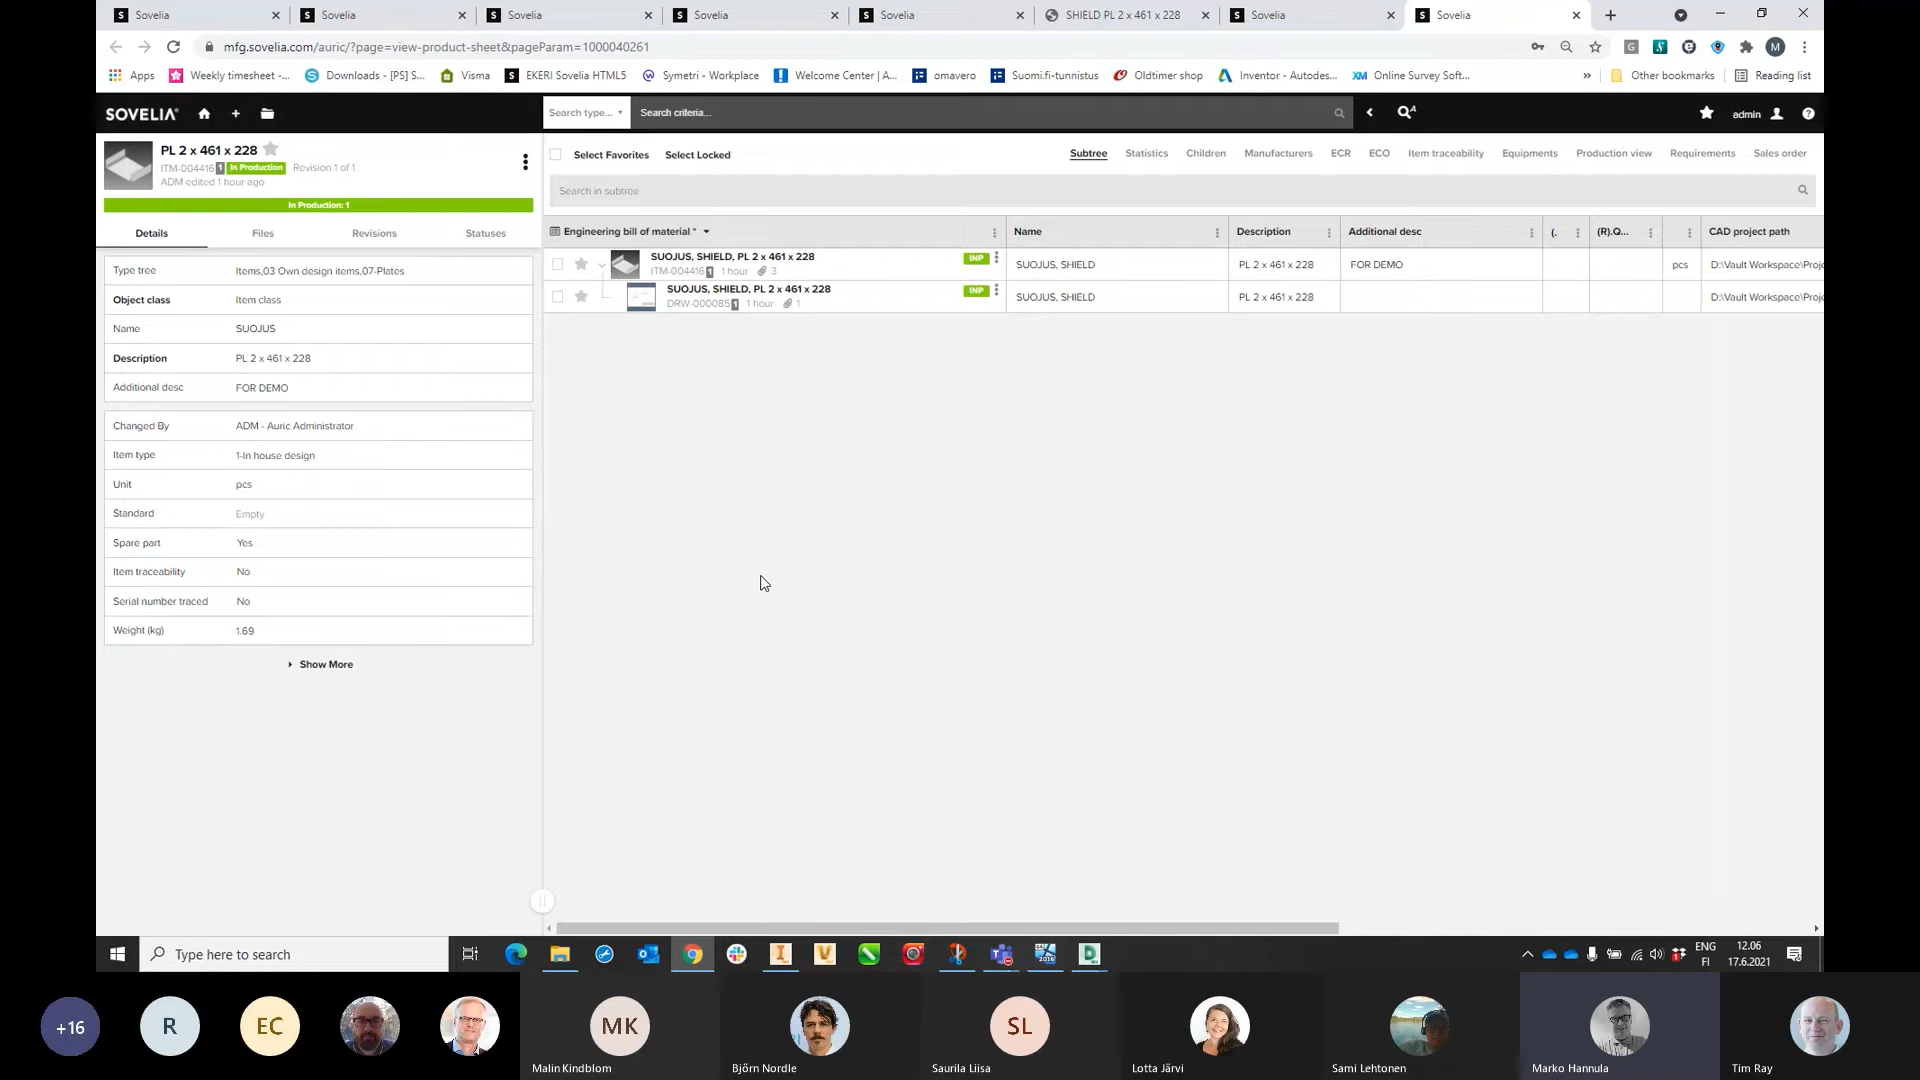 Sovelia
Sovelia
Sovelia
Sovelia
Sovelia
SHIELD PL 2 x 461 x 228
Sovelia
Sovelia
mfg.sovelia.com/auric/?page=view-product-sheet&pageParam=1000040261
Apps
Weekly timesheet -...
Downloads - [PS] S...
Visma
EKERI Sovelia HTML5
Symetri - Workplace
Welcome Center | A...
omavero
Suomi.fi-tunnistus
Oldtimer shop
Inventor - Autodes...
Online Survey Soft...
»
Other bookmarks
Reading list
SOVELIA
Search type...
Search criteria...
admin
PL 2 x 461 x 228
ITM-004416 1 In Production Revision 1 of 1
ADM edited 1 hour ago
In Production: 1
Details
Files
Revisions
Statuses
Type tree Items,03 Own design items,07-Plates
Object class Item class
Name SUOJUS
Description PL 2 x 461 x 228
Additional desc FOR DEMO
Changed By ADM - Auric Administrator
Item type 1-In house design
Unit pcs
Standard Empty
Spare part Yes
Item traceability No
Serial number traced No
Weight (kg) 1.69
Show More
Select Favorites Select Locked
Subtree
Statistics
Children
Manufacturers
ECR
ECO
Item traceability
Equipments
Production view
Requirements
Sales order
Search in subtree
Engineering bill of material * Name Description Additional desc (. (R).Q... CAD project path
SUOJUS, SHIELD, PL 2 x 461 x 228 INP
ITM-004416 1 1 hour 3
SUOJUS, SHIELD PL 2 x 461 x 228 FOR DEMO pcs D:\Vault Workspace\Proje
SUOJUS, SHIELD, PL 2 x 461 x 228 INP
DRW-000085 1 1 hour 1
SUOJUS, SHIELD PL 2 x 461 x 228 D:\Vault Workspace\Proje
Type here to search
ENG
FI
12.06
17.6.2021
+16
R
EC
MK
Malin Kindblom
Björn Nordle
SL
Saurila Liisa
Lotta Järvi
Sami Lehtonen
Marko Hannula
Tim Ray